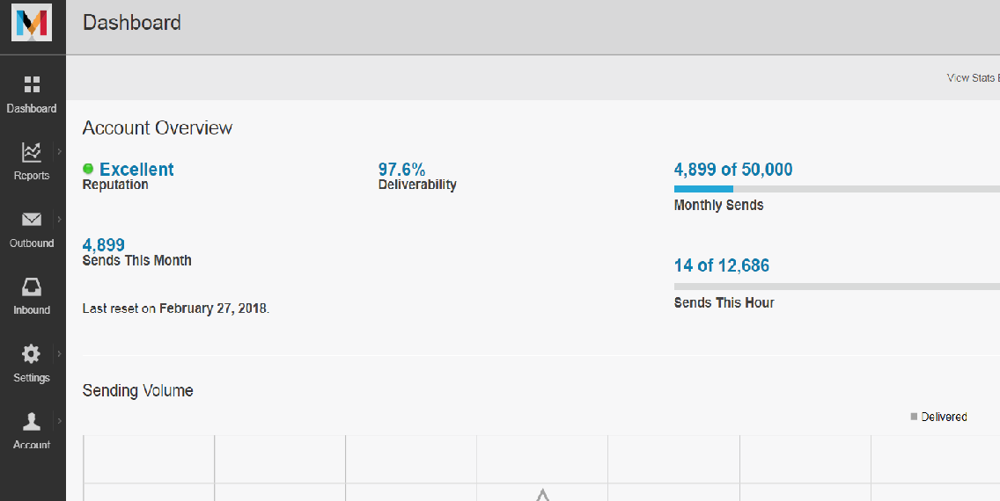 Dashboard
View Stats
Dashboard
Reports
Outbound
Inbound
Settings
Account
Account Overview
Excellent
Reputation
97.6%
Deliverability
4,899 of 50,000
Monthly Sends
4,899
Sends This Month
14 of 12,686
Sends This Hour
Last reset on February 27, 2018.
Sending Volume
Delivered